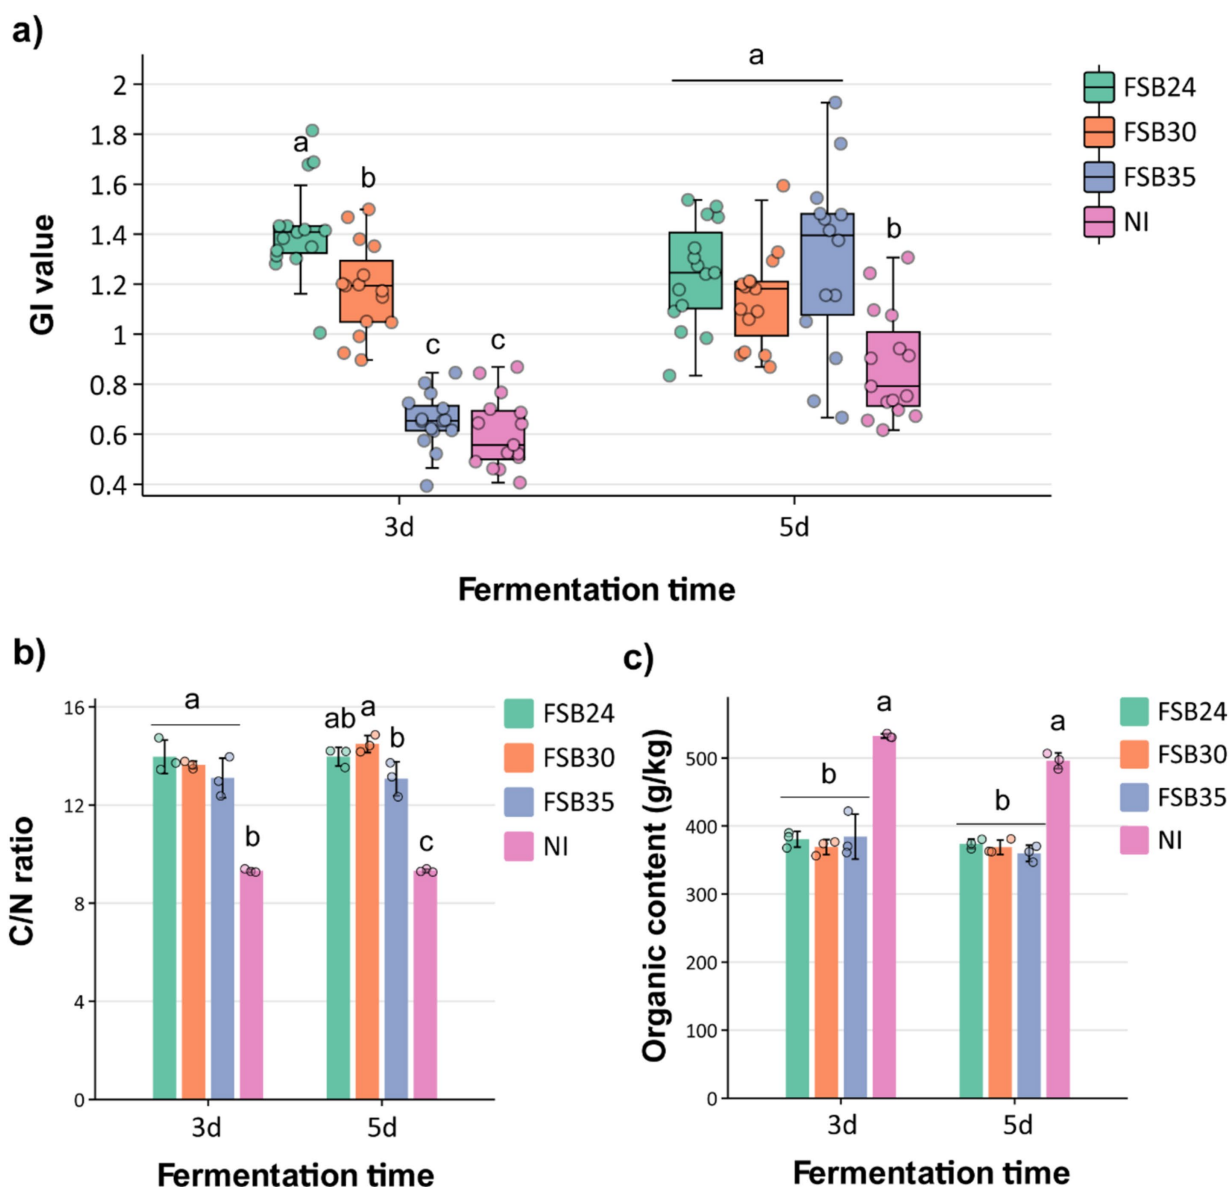 a)
a
2
FSB24
1.8
a
FSB30
1.6
b
FSB35
1.4
b
NI
1.2
1
c
c
0.8
0.6
0.4
GI value
3d
5d
Fermentation time
b)
16
a
ab
a
b
FSB24
FSB30
12
FSB35
b
c
NI
8
4
0
C/N ratio
3d
5d
Fermentation time
c)
a
a
FSB24
500
b
FSB30
400
b
FSB35
300
NI
200
100
0
Organic content (g/kg)
3d
5d
Fermentation time